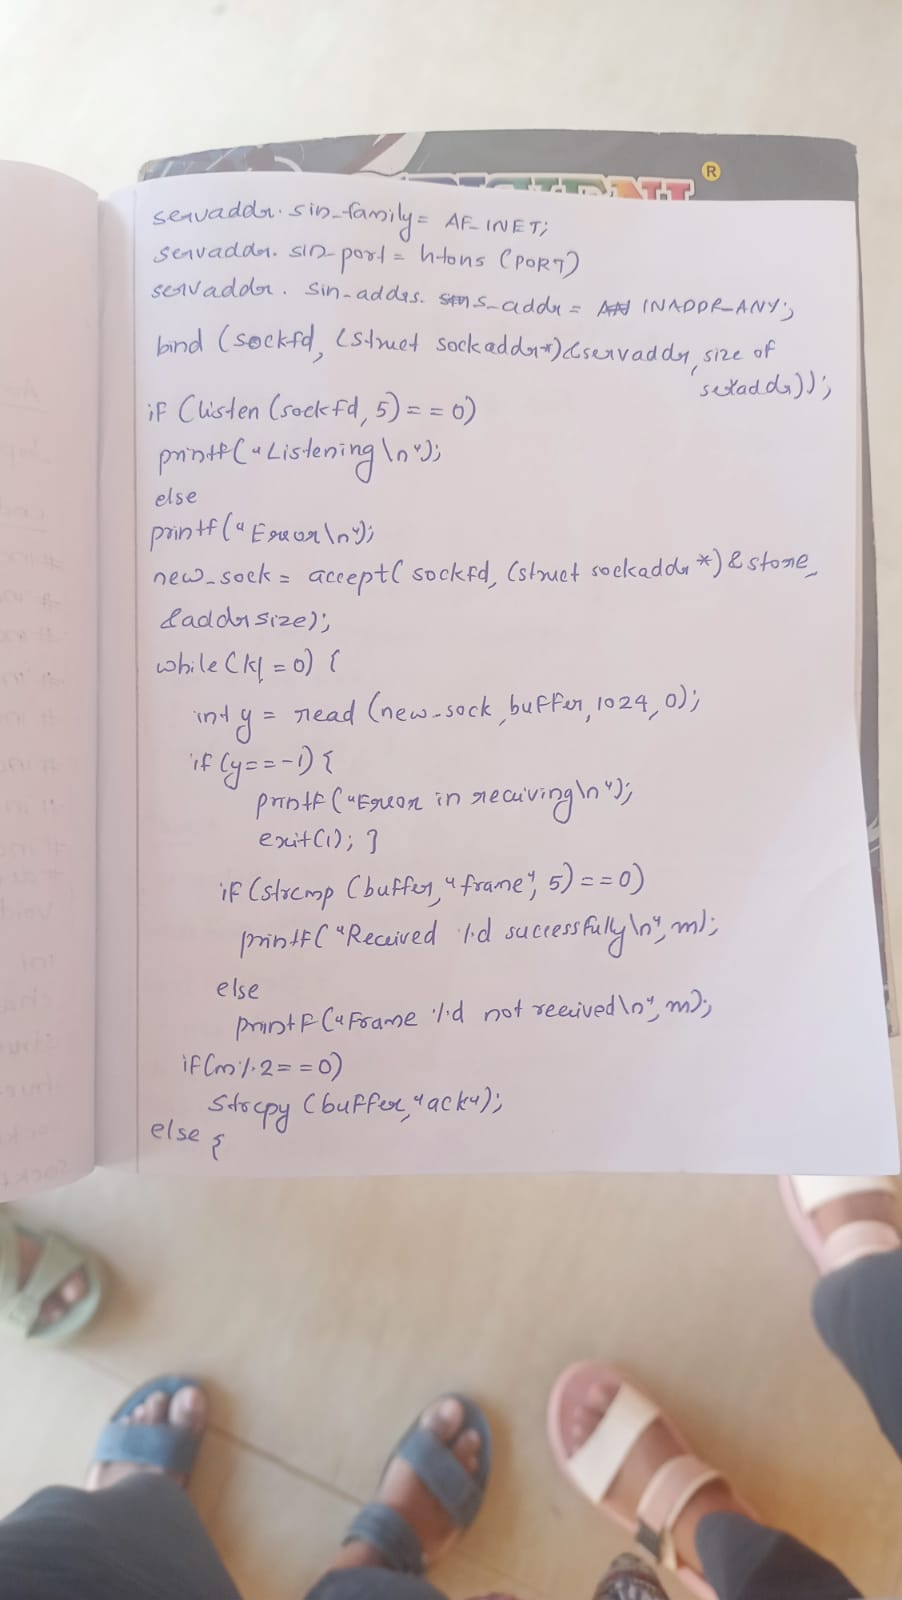 servaddr. sin_family = AF_INET;
servaddr. sin_port = htons (PORT)
servaddr. sin_addrs. s_addr = INADDR_ANY;
bind (sockfd, (struct sockaddr*)&servaddr, size of
seraddr));
if (listen (sockfd, 5) == 0)
printf("Listening\n");
else
printf("Error\n");
new_sock = accept( sockfd, (struct sockaddr *) & store,
&addrsize);
while (k!=0) {
int y = read (new_sock, buffer, 1024, 0);
if (y==-1) {
printf ("Error in receiving\n");
exit(1); }
if (strcmp (buffer, "frame", 5) == 0)
printf("Received %d successfully\n", m);
else
printf ("Frame %d not received\n", m);
if(m%2==0)
strcpy (buffer, "ack");
else {